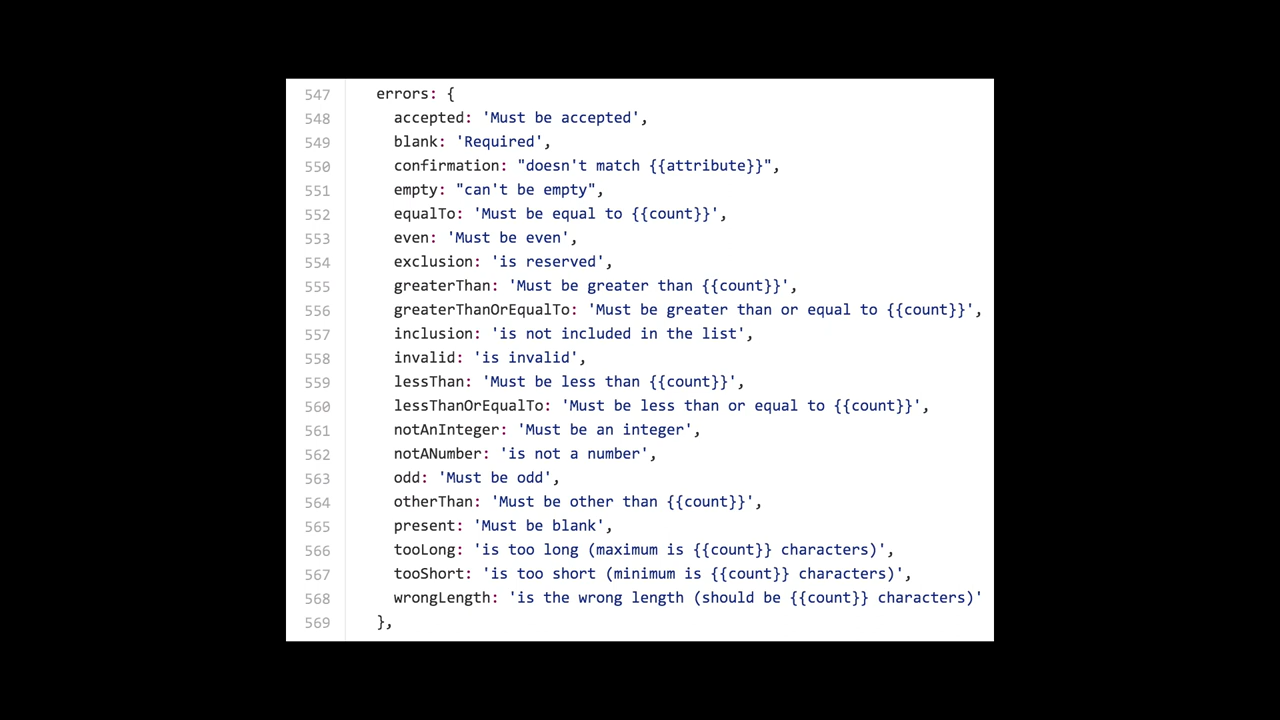 547 errors: {
548 accepted: 'Must be accepted',
549 blank: 'Required',
550 confirmation: "doesn't match {{attribute}}",
551 empty: "can't be empty",
552 equalTo: 'Must be equal to {{count}}',
553 even: 'Must be even',
554 exclusion: 'is reserved',
555 greaterThan: 'Must be greater than {{count}}',
556 greaterThanOrEqualTo: 'Must be greater than or equal to {{count}}',
557 inclusion: 'is not included in the list',
558 invalid: 'is invalid',
559 lessThan: 'Must be less than {{count}}',
560 lessThanOrEqualTo: 'Must be less than or equal to {{count}}',
561 notAnInteger: 'Must be an integer',
562 notANumber: 'is not a number',
563 odd: 'Must be odd',
564 otherThan: 'Must be other than {{count}}',
565 present: 'Must be blank',
566 tooLong: 'is too long (maximum is {{count}} characters)',
567 tooShort: 'is too short (minimum is {{count}} characters)',
568 wrongLength: 'is the wrong length (should be {{count}} characters)'
569 },